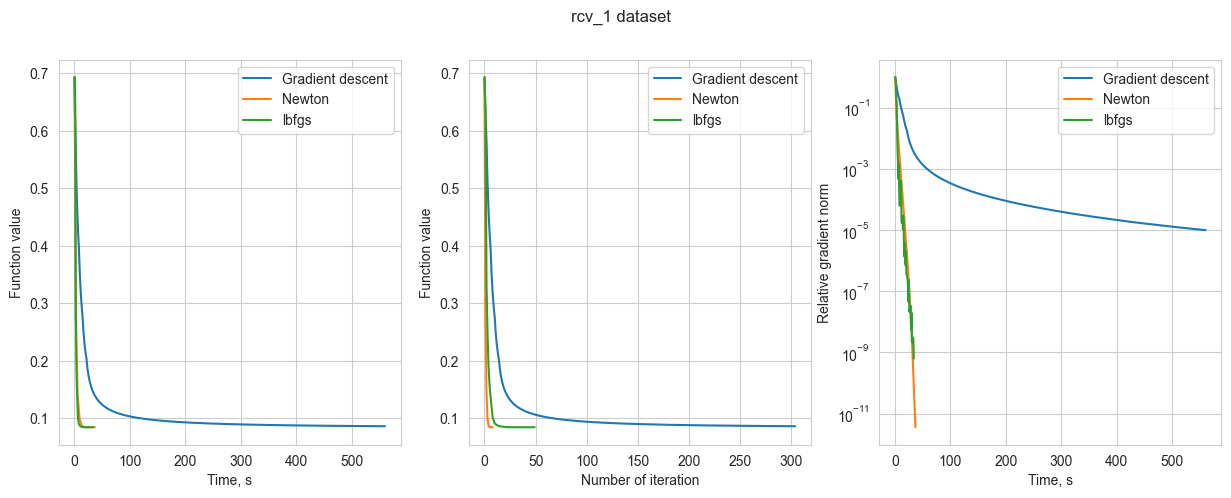 rcv_1 dataset
Function value
0.7
0.6
0.5
0.4
0.3
0.2
0.1
0 100 200 300 400 500
Time, s
Gradient descent
Newton
lbfgs
Function value
0.7
0.6
0.5
0.4
0.3
0.2
0.1
0 50 100 150 200 250 300
Number of iteration
Gradient descent
Newton
lbfgs
Relative gradient norm
10⁻¹
10⁻³
10⁻⁵
10⁻⁷
10⁻⁹
10⁻¹¹
0 100 200 300 400 500
Time, s
Gradient descent
Newton
lbfgs